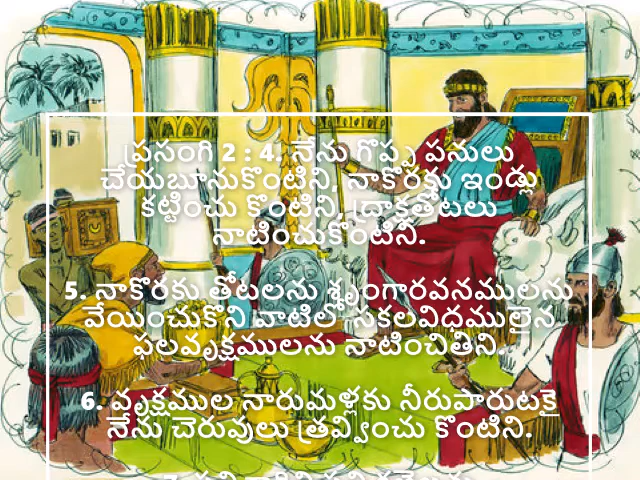 ప్రసంగి 2 : 4. నేను గొప్ప పనులు
చేయబూనుకొంటిని, నాకొరకు ఇండ్లు
కట్టించు కొంటిని, ద్రాక్షతోటలు
నాటించుకొంటిని.
5. నాకొరకు తోటలను శృంగారవనములను
వేయించుకొని వాటిలో సకలవిధములైన
ఫలవృక్షములను నాటించితిని.
6. వృక్షముల నారుమళ్లకు నీరుపారుటకై
నేను చెరువులు త్రవ్వించు కొంటిని.